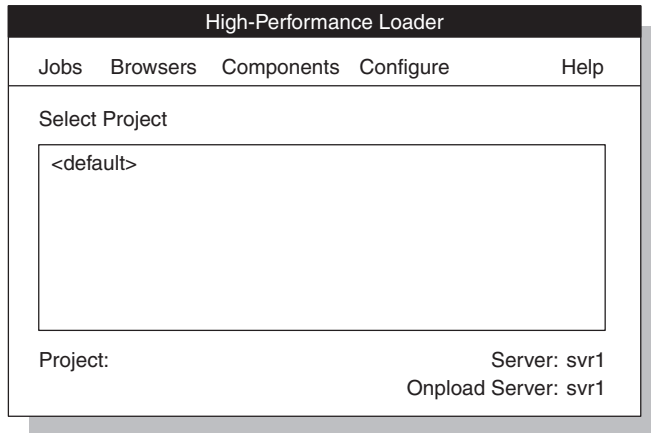 High-Performance Loader
Jobs Browsers Components Configure Help
Select Project
<default>
Project: Server: svr1
Onpload Server: svr1